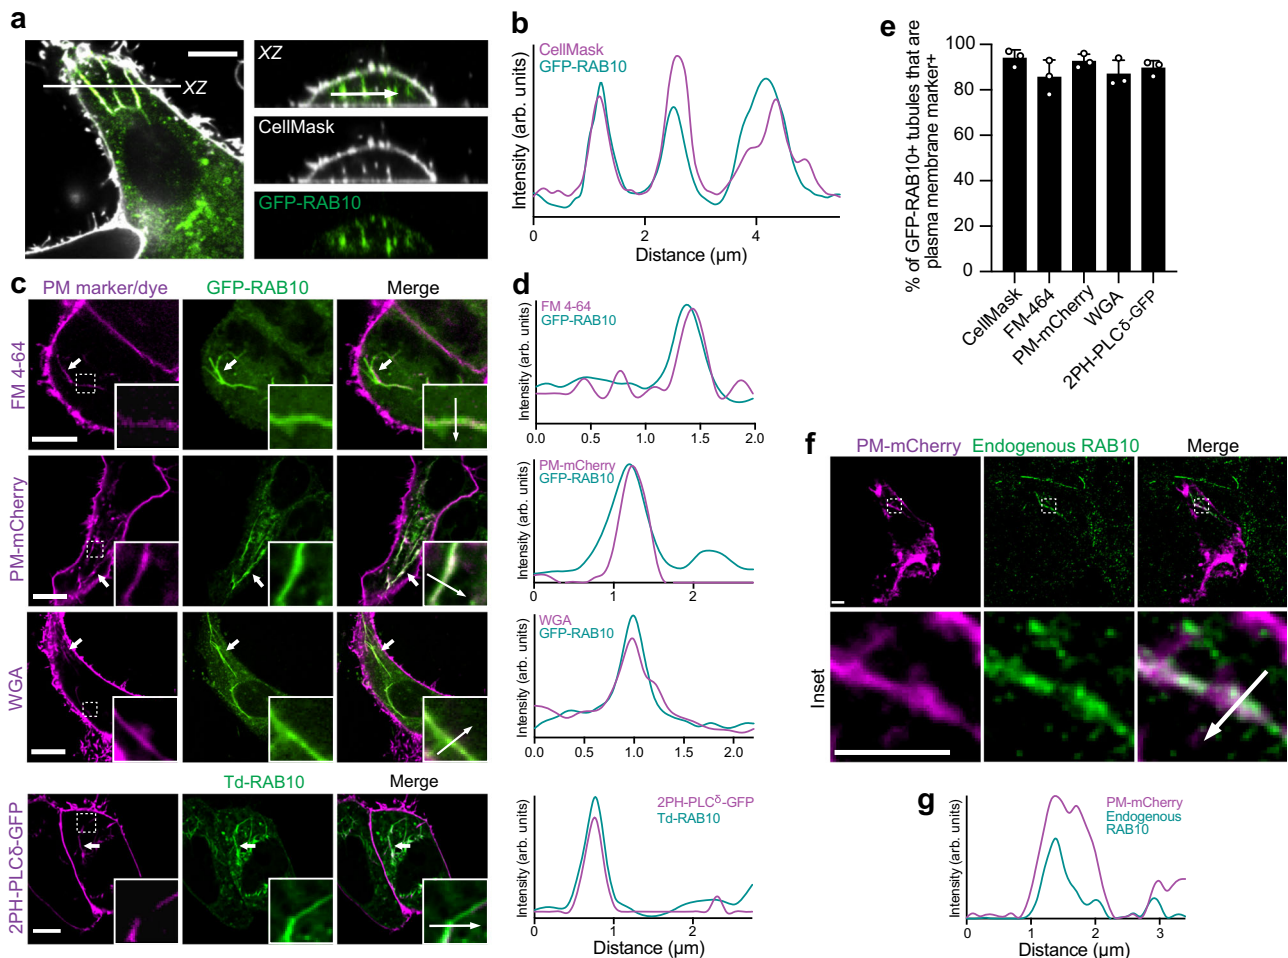 a
XZ
XZ
CellMask
GFP-RAB10
b
CellMask
GFP-RAB10
Intensity (arb. units)
0
2
4
Distance (µm)
e
% of GFP-RAB10+ tubules that are
plasma membrane marker+
100
80
60
40
20
0
CellMask
FM-464
PM-mCherry
WGA
2PH-PLCδ-GFP
c
PM marker/dye
GFP-RAB10
Merge
FM 4-64
PM-mCherry
WGA
Td-RAB10
Merge
2PH-PLCδ-GFP
d
FM 4-64
GFP-RAB10
Intensity (arb. units)
0.0
0.5
1.0
1.5
2.0
PM-mCherry
GFP-RAB10
Intensity (arb. units)
0
1
2
WGA
GFP-RAB10
Intensity (arb. units)
0.0
0.5
1.0
1.5
2.0
2PH-PLCδ-GFP
Td-RAB10
Intensity (arb. units)
0
1
2
Distance (µm)
f
PM-mCherry
Endogenous RAB10
Merge
Inset
g
PM-mCherry
Endogenous
RAB10
Intensity (arb. units)
0
1
2
3
Distance (µm)